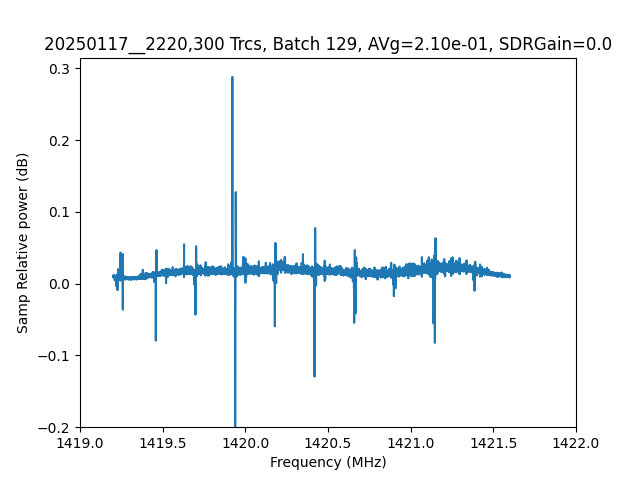 20250117__2220,300 Trcs, Batch 129, AVg=2.10e-01, SDRGain=0.0
0.3
0.2
0.1
0.0
−0.1
−0.2
Samp Relative power (dB)
1419.0 1419.5 1420.0 1420.5 1421.0 1421.5 1422.0
Frequency (MHz)